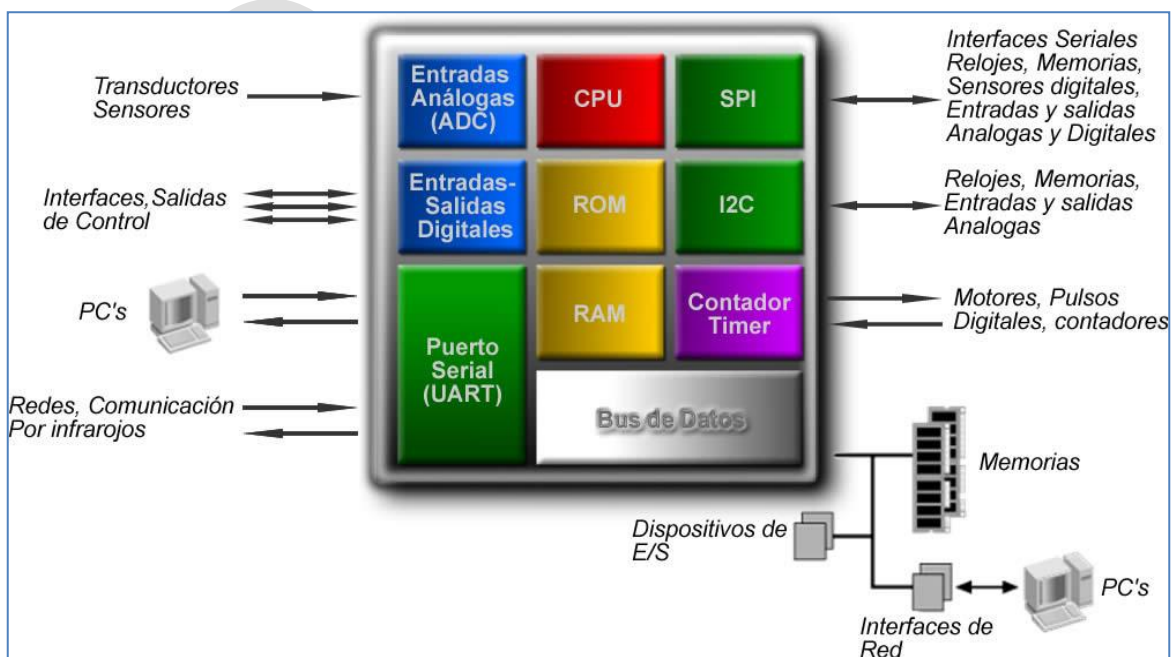 Transductores
Sensores
Interfaces,Salidas
de Control
PC's
Redes, Comunicación
Por infrarojos
Entradas
Análogas
(ADC)
CPU
SPI
Entradas-
Salidas
Digitales
ROM
I2C
Puerto
Serial
(UART)
RAM
Contador
Timer
Bus de Datos
Interfaces Seriales
Relojes, Memorias,
Sensores digitales,
Entradas y salidas
Analogas y Digitales
Relojes, Memorias,
Entradas y salidas
Analogas
Motores, Pulsos
Digitales, contadores
Memorias
Dispositivos de
E/S
PC's
Interfaces de
Red